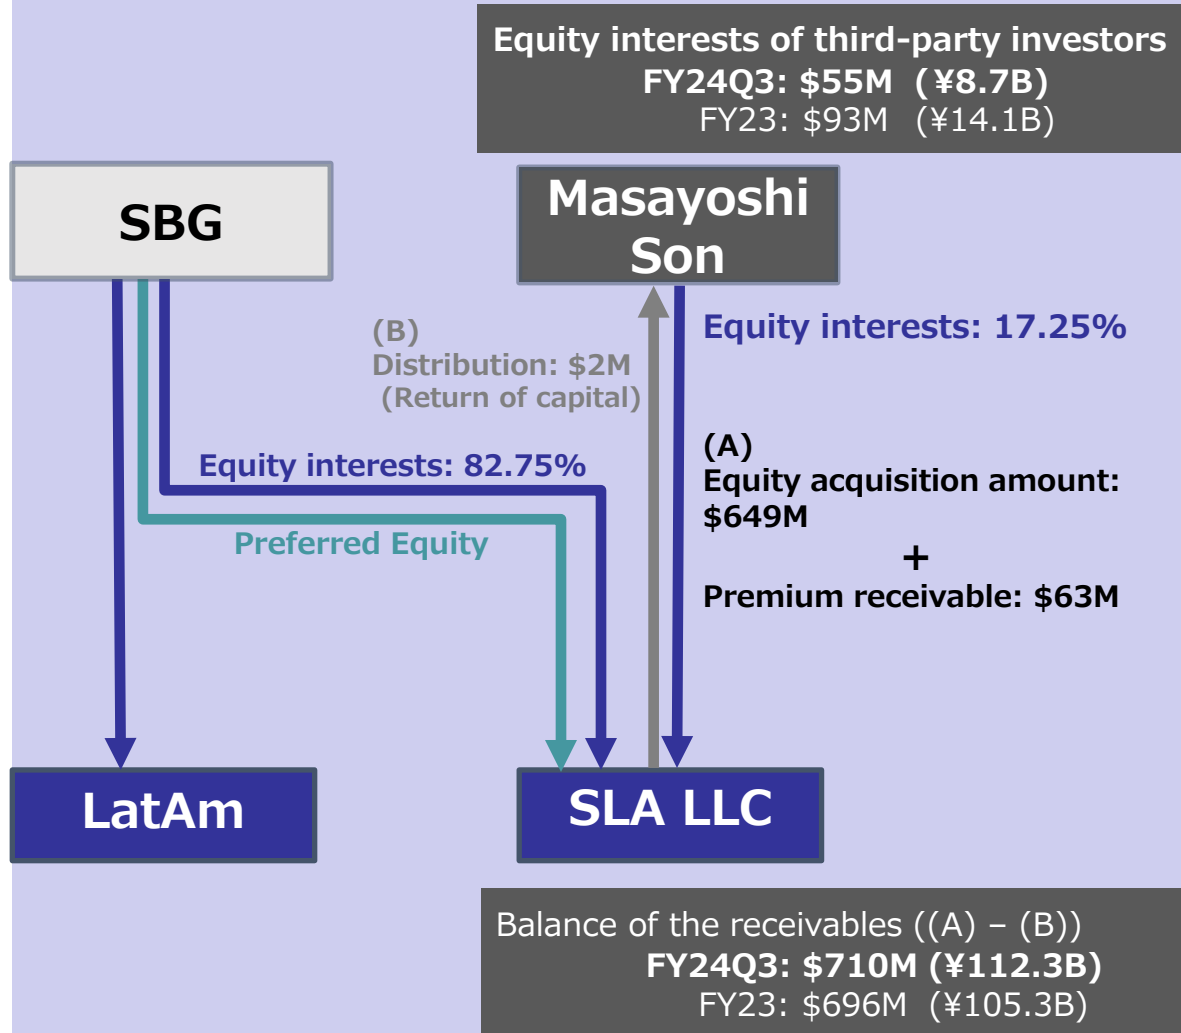 Equity interests of third-party investors
FY24Q3: $55M (¥8.7B)
FY23: $93M (¥14.1B)
SBG
Masayoshi
Son
(B)
Distribution: $2M
(Return of capital)
Equity interests: 17.25%
(A)
Equity acquisition amount:
$649M
+
Premium receivable: $63M
Equity interests: 82.75%
Preferred Equity
LatAm
SLA LLC
Balance of the receivables ((A) – (B))
FY24Q3: $710M (¥112.3B)
FY23: $696M (¥105.3B)